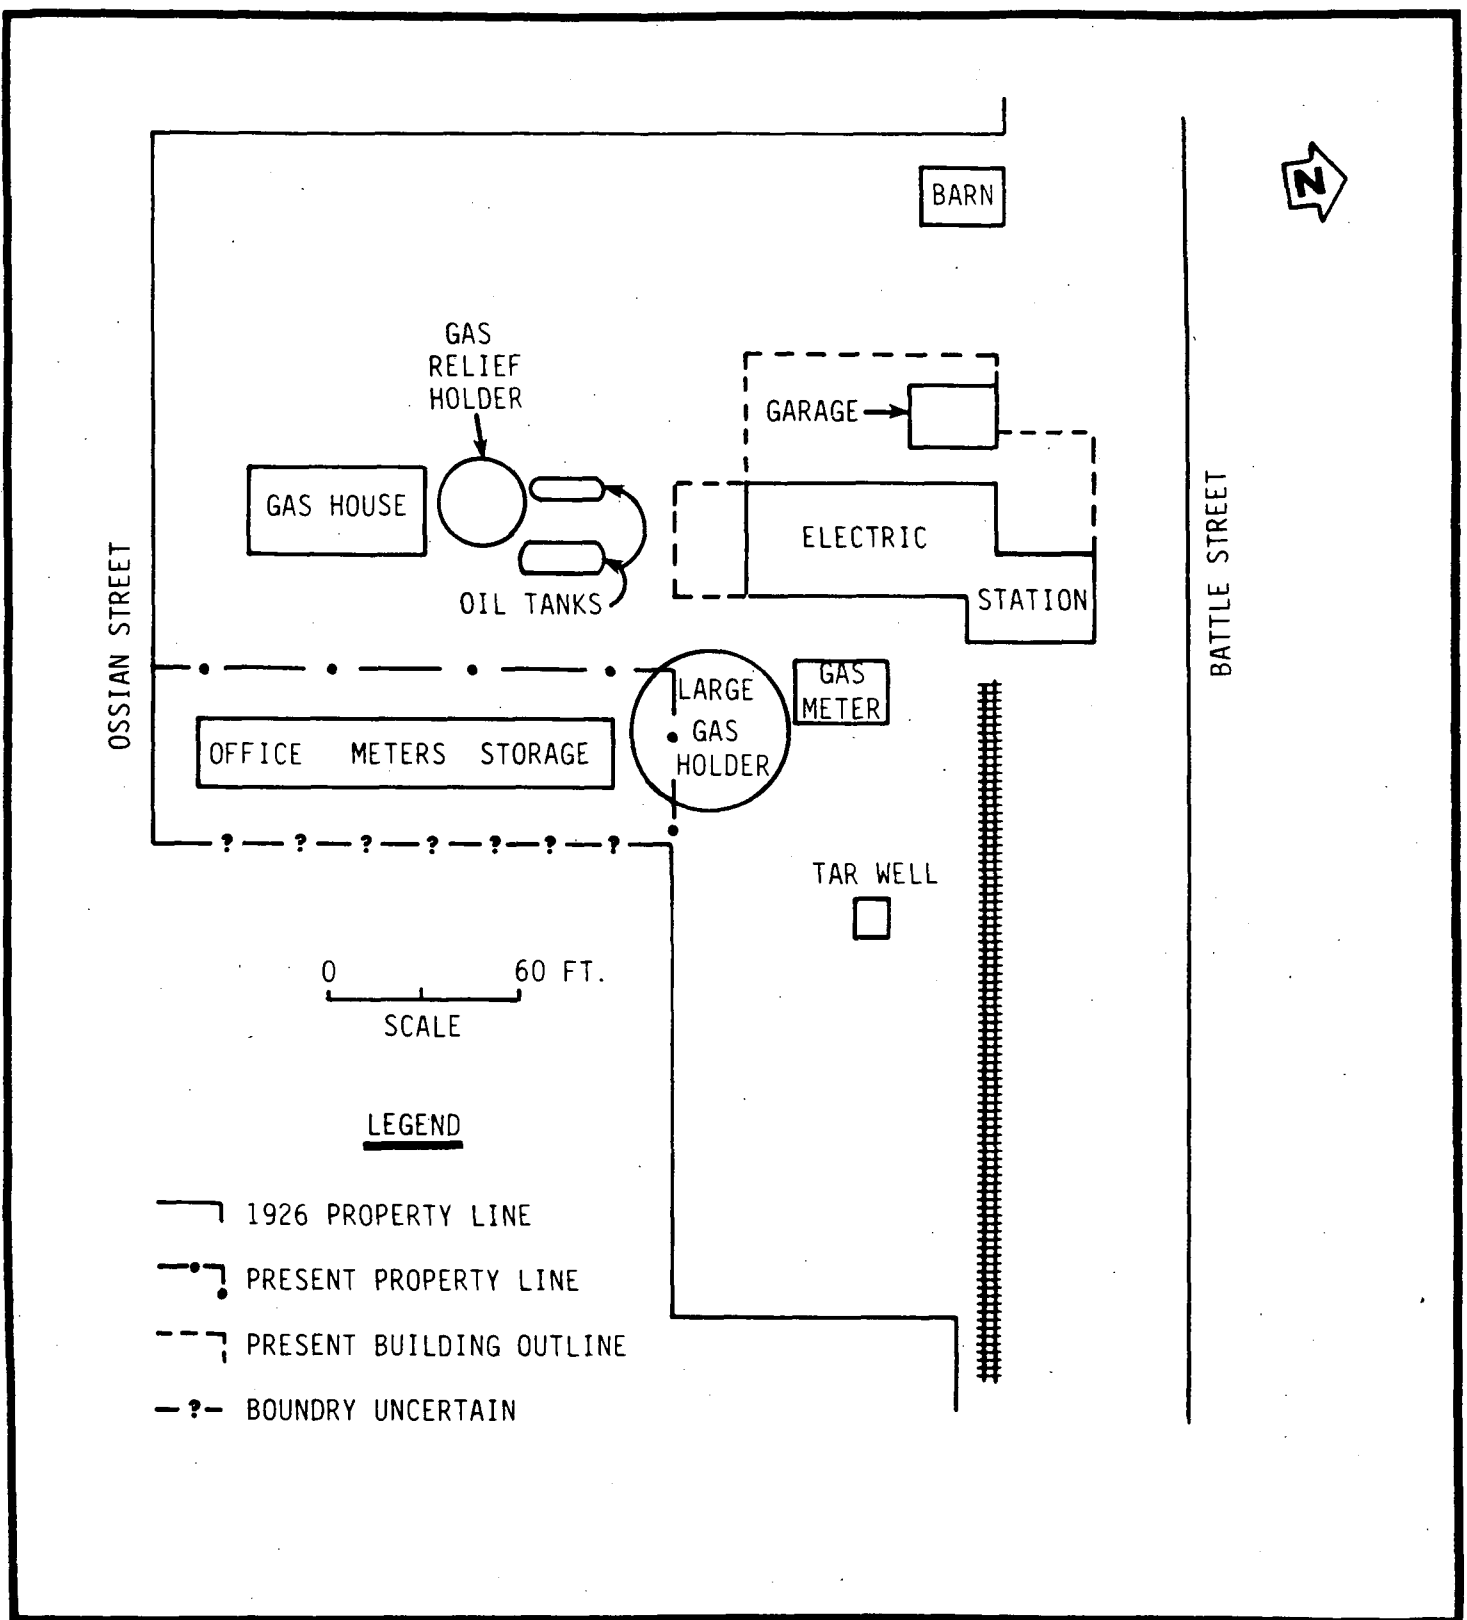 N
BARN
GAS
RELIEF
HOLDER
GARAGE
GAS HOUSE
ELECTRIC
STATION
OIL TANKS
OSSIAN STREET
BATTLE STREET
LARGE
GAS
HOLDER
GAS
METER
OFFICE METERS STORAGE
? ? ? ? ? ? ?
TAR WELL
0 60 FT.
SCALE
LEGEND
1926 PROPERTY LINE
PRESENT PROPERTY LINE
PRESENT BUILDING OUTLINE
-?- BOUNDRY UNCERTAIN